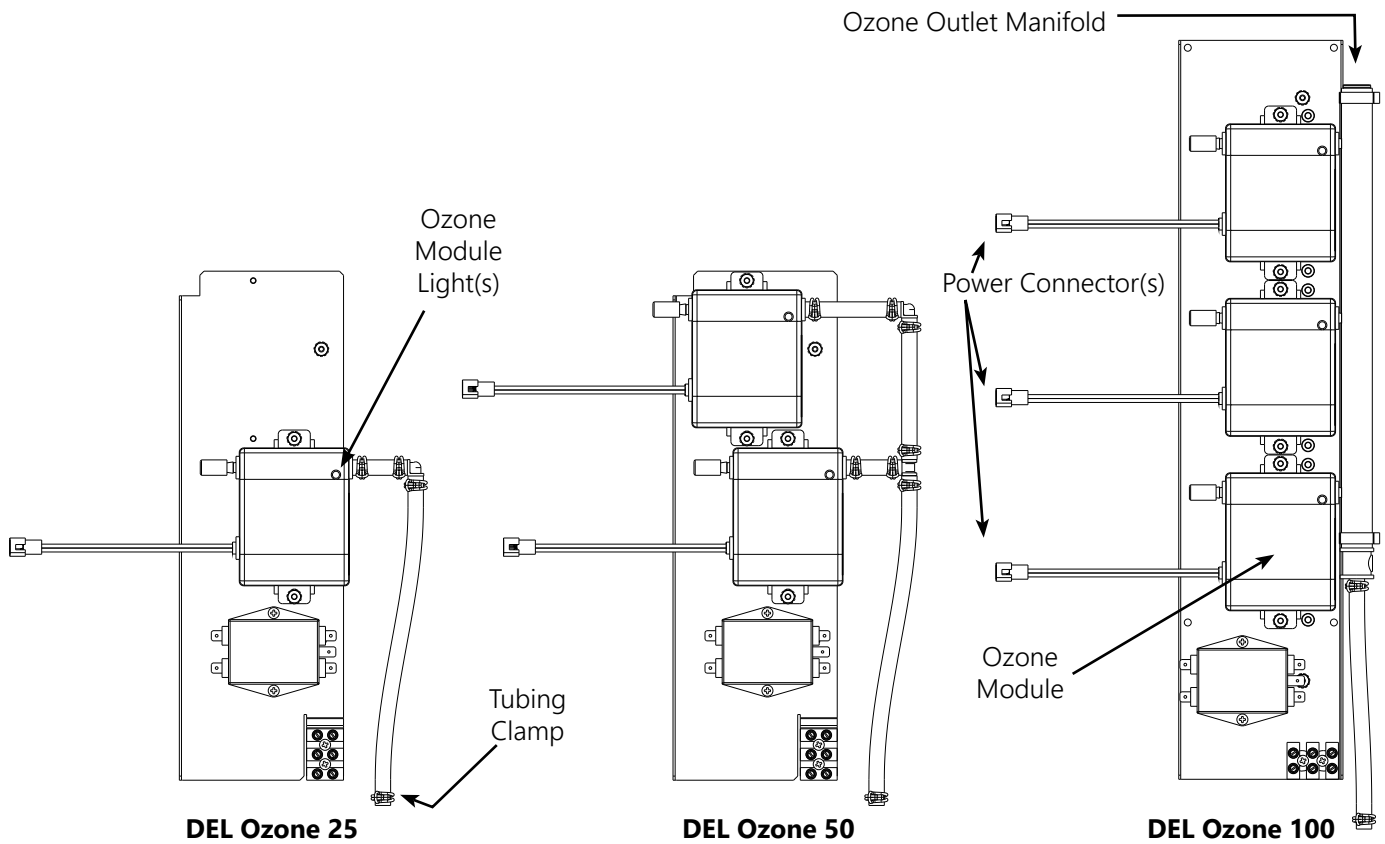 Ozone Outlet Manifold
Ozone
Module
Light(s)
Power Connector(s)
Ozone
Module
Tubing
Clamp
DEL Ozone 25
DEL Ozone 50
DEL Ozone 100